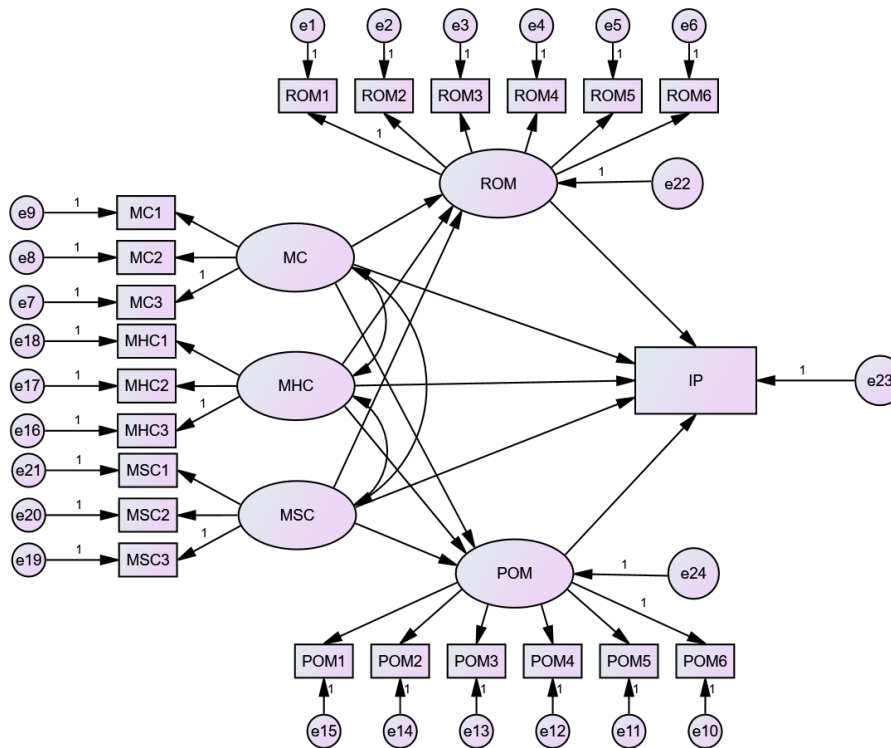 e1 e2 e3 e4 e5 e6
1 1 1 1 1 1
ROM1 ROM2 ROM3 ROM4 ROM5 ROM6
1
ROM 1 e22
e9 1 MC1
e8 1 MC2 MC
e7 1 MC3 1
e18 1 MHC1
e17 1 MHC2 MHC IP 1 e23
e16 1 MHC3 1
e21 1 MSC1
e20 1 MSC2 MSC
e19 1 MSC3 1
POM 1 e24
1
POM1 POM2 POM3 POM4 POM5 POM6
1 1 1 1 1 1
e15 e14 e13 e12 e11 e10